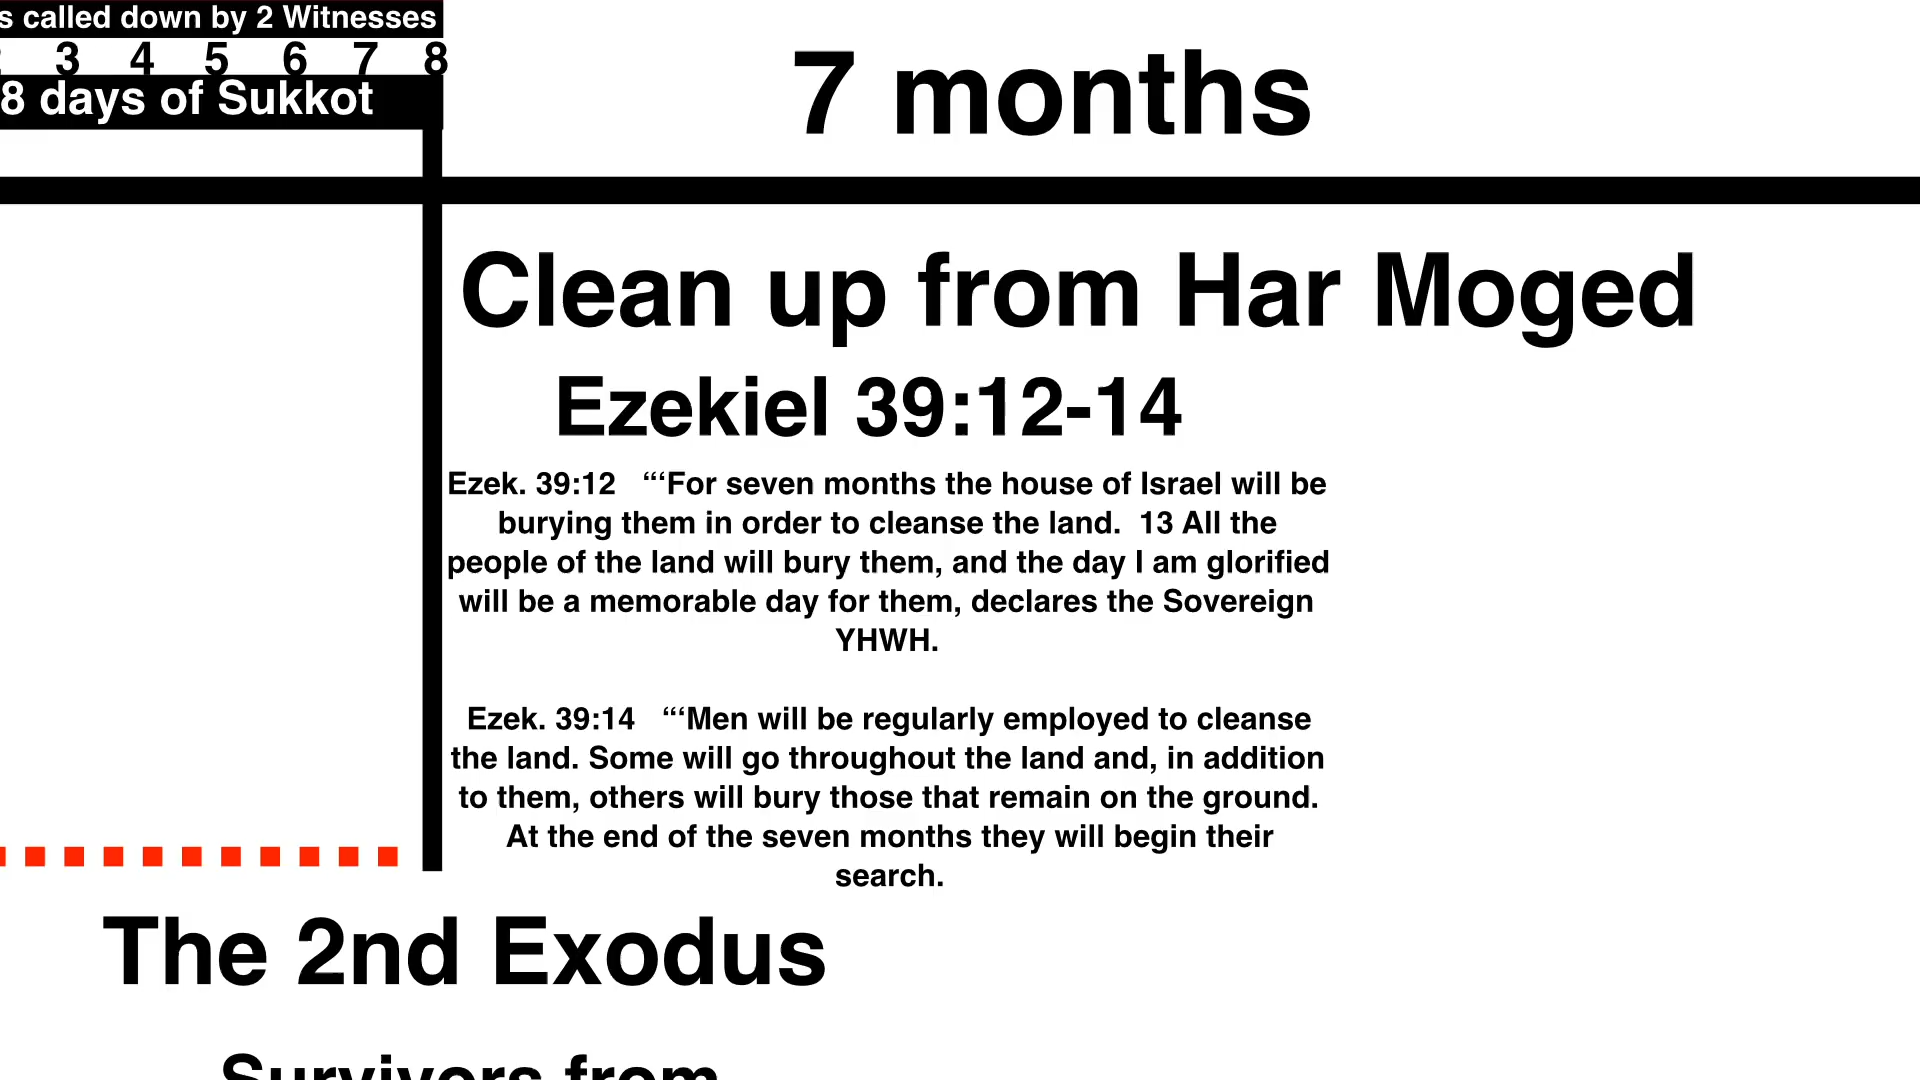 s called down by 2 Witnesses
3 4 5 6 7 8
8 days of Sukkot
7 months
Clean up from Har Moged
Ezekiel 39:12-14
Ezek. 39:12 “‘For seven months the house of Israel will be
burying them in order to cleanse the land. 13 All the
people of the land will bury them, and the day I am glorified
will be a memorable day for them, declares the Sovereign
YHWH.
Ezek. 39:14 “‘Men will be regularly employed to cleanse
the land. Some will go throughout the land and, in addition
to them, others will bury those that remain on the ground.
At the end of the seven months they will begin their
search.
The 2nd Exodus
Survivors from